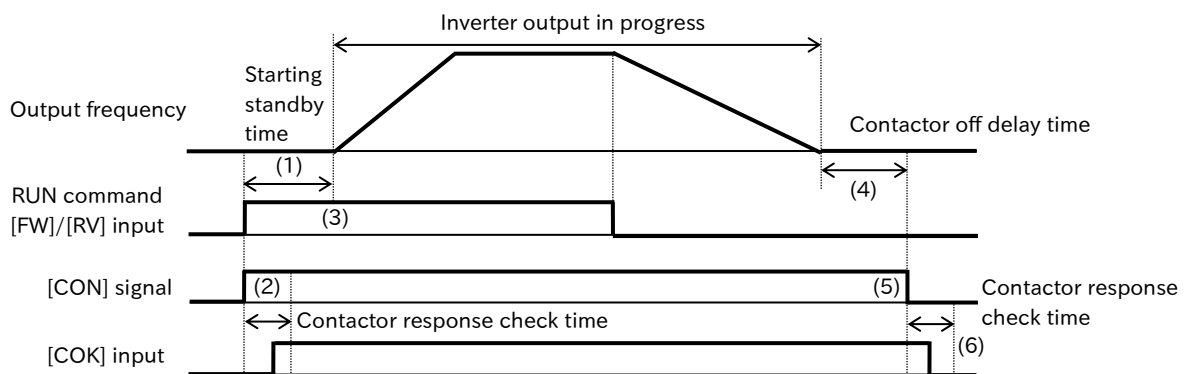 Inverter output in progress
Starting
standby
time
Output frequency
Contactor off delay time
(1)
(4)
RUN command
[FW]/[RV] input
(3)
[CON] signal
(2)
(5)
Contactor response
check time
Contactor response check time
(6)
[COK] input